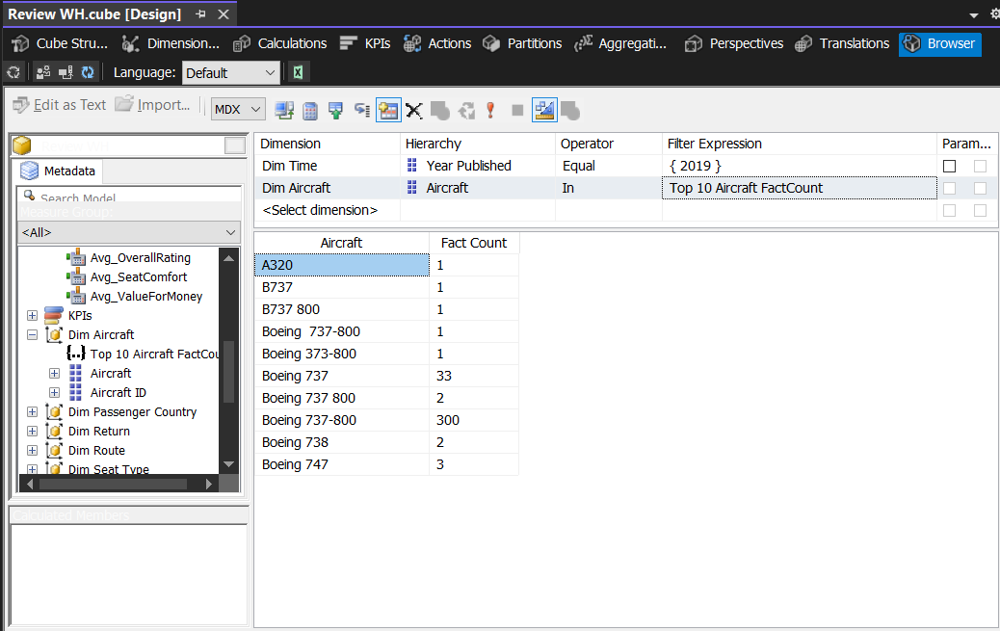 Review WH.cube [Design]
Cube Stru... Dimension... Calculations KPIs Actions Partitions Aggregati... Perspectives Translations Browser
Language: Default
Edit as Text Import... MDX
Metadata
Search Model
Measure Group:
<All>
Avg_OverallRating
Avg_SeatComfort
Avg_ValueForMoney
KPIs
Dim Aircraft
Top 10 Aircraft FactCou
Aircraft
Aircraft ID
Dim Passenger Country
Dim Return
Dim Route
Dim Seat Type
Calculated Members
Dimension Hierarchy Operator Filter Expression Param...
Dim Time Year Published Equal { 2019 }
Dim Aircraft Aircraft In Top 10 Aircraft FactCount
<Select dimension>
Aircraft Fact Count
A320 1
B737 1
B737 800 1
Boeing  737-800 1
Boeing 373-800 1
Boeing 737 33
Boeing 737 800 2
Boeing 737-800 300
Boeing 738 2
Boeing 747 3